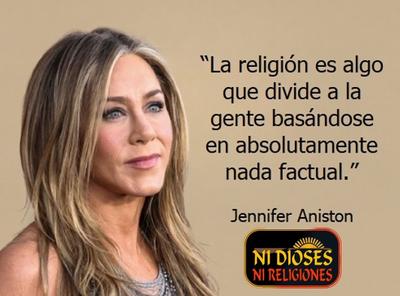 “La religión es algo
que divide a la
gente basándose
en absolutamente
nada factual.”
Jennifer Aniston
NI DIOSES
NI RELIGIONES